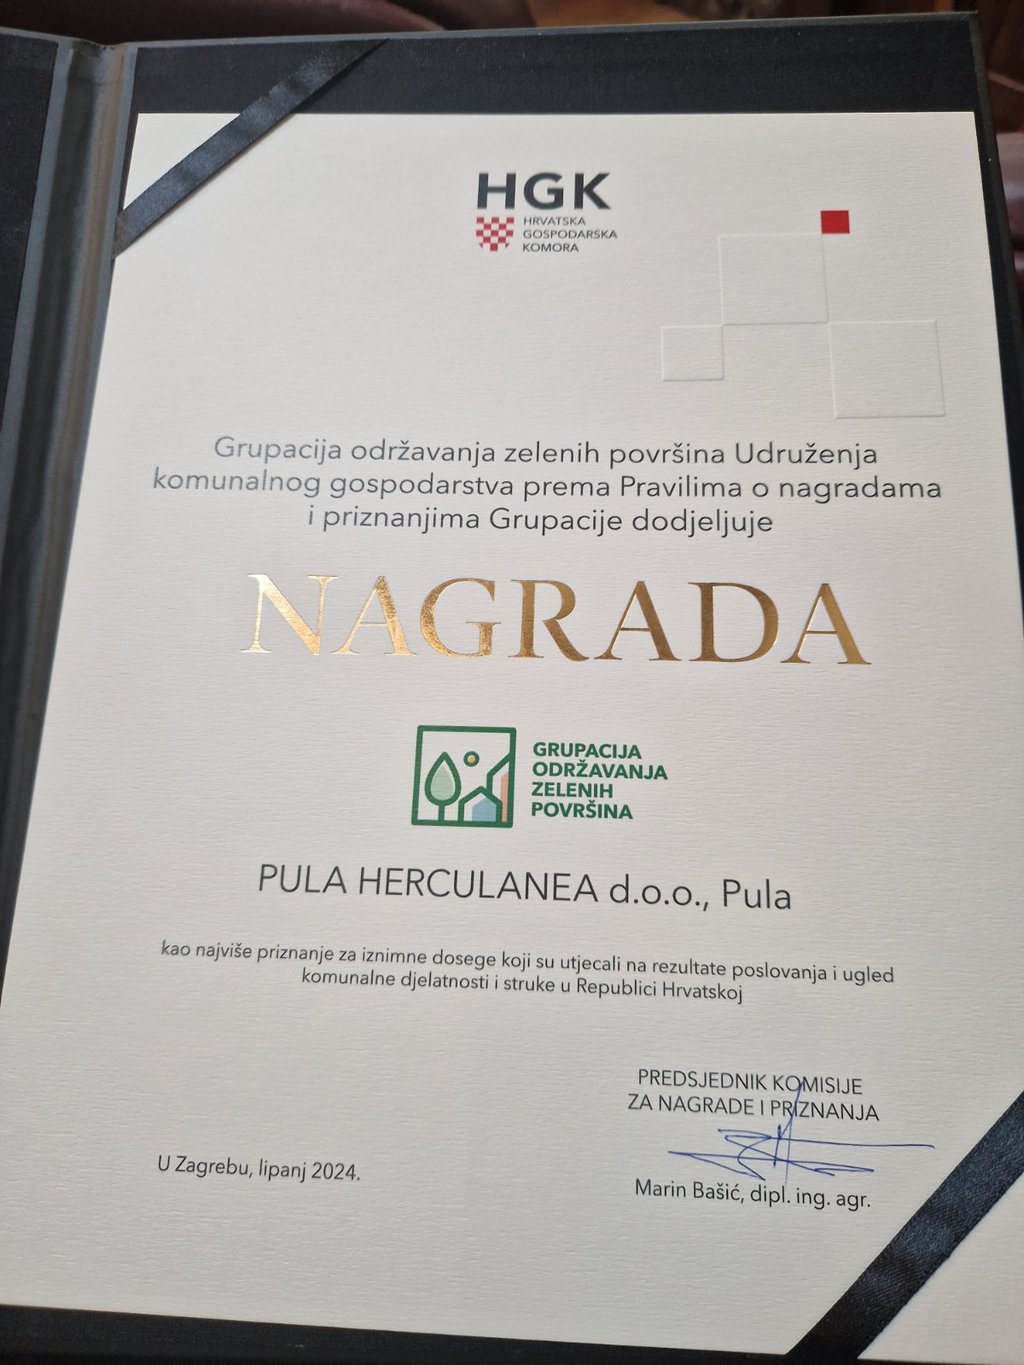 HGK
HRVATSKA
GOSPODARSKA
KOMORA
Grupacija održavanja zelenih površina Udruženja
komunalnog gospodarstva prema Pravilima o nagradama
i priznanjima Grupacije dodjeljuje
NAGRADA
GRUPACIJA
ODRŽAVANJA
ZELENIH
POVRŠINA
PULA HERCULANEA d.o.o., Pula
kao najviše priznanje za iznimne dosege koji su utjecali na rezultate poslovanja i ugled
komunalne djelatnosti i struke u Republici Hrvatskoj
PREDSJEDNIK KOMISIJE
ZA NAGRADE I PRIZNANJA
U Zagrebu, lipanj 2024.
Marin Bašić, dipl. ing. agr.